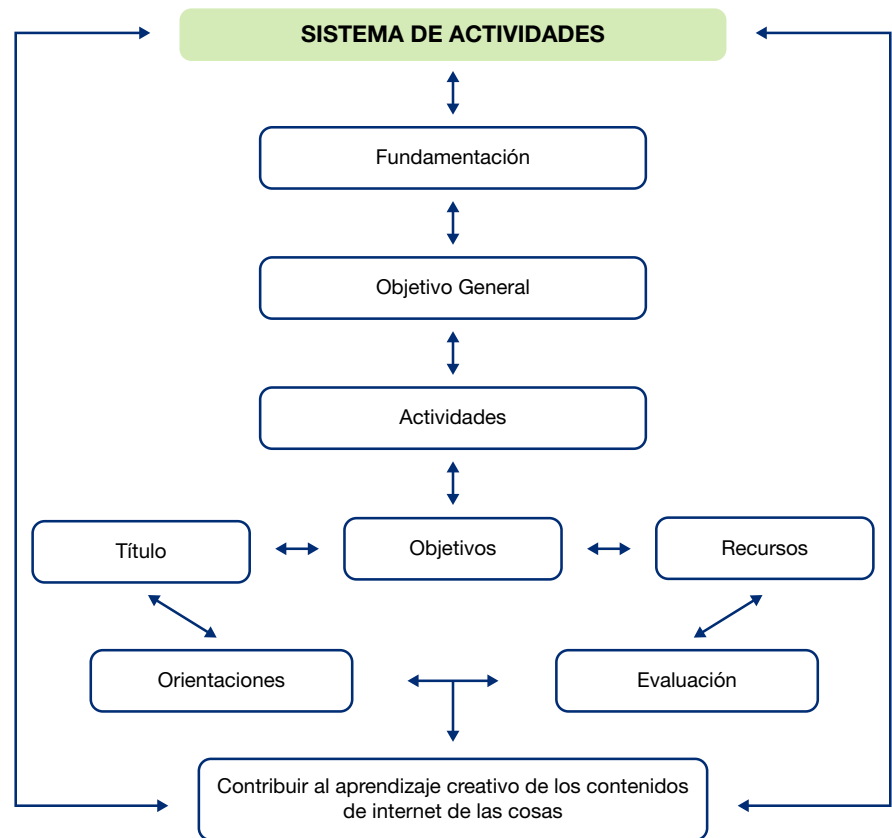 SISTEMA DE ACTIVIDADES
Fundamentación
Objetivo General
Actividades
Título
Objetivos
Recursos
Orientaciones
Evaluación
Contribuir al aprendizaje creativo de los contenidos
de internet de las cosas